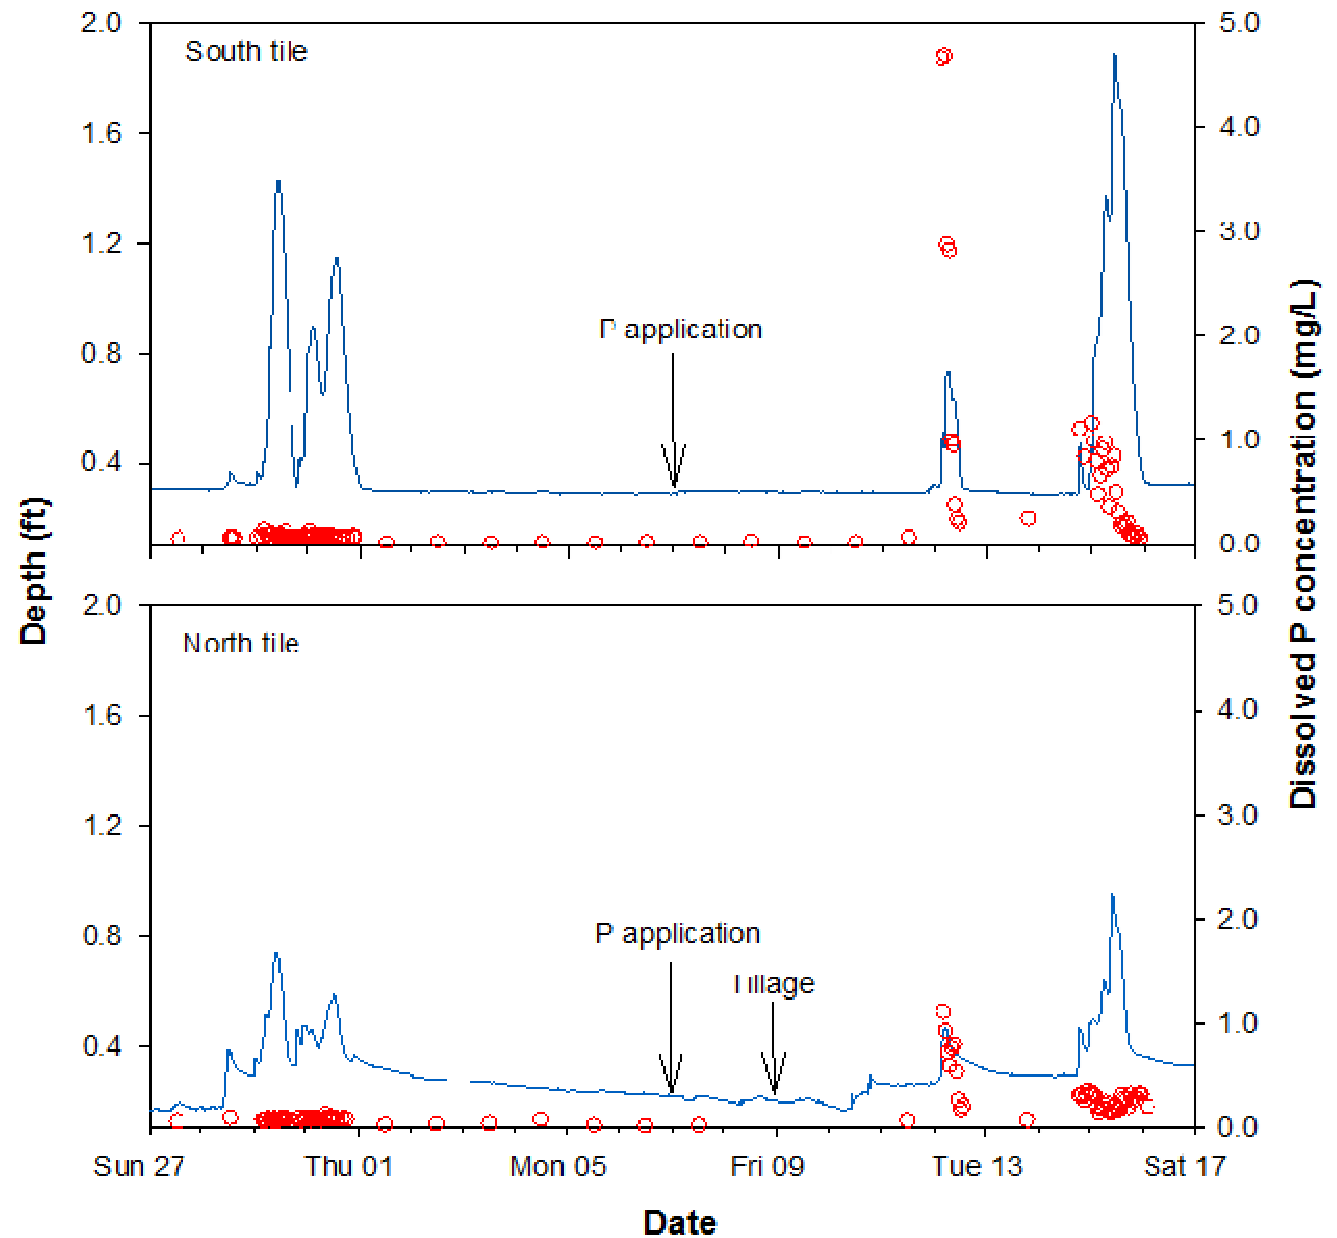 2.0
5.0
South tile
1.6
4.0
1.2
3.0
P application
0.8
2.0
0.4
1.0
0.0
Depth (ft)
Dissolved P concentration (mg/L)
2.0
5.0
North tile
1.6
4.0
1.2
3.0
P application
0.8
2.0
Tillage
0.4
1.0
0.0
Sun 27
Thu 01
Mon 05
Fri 09
Tue 13
Sat 17
Date